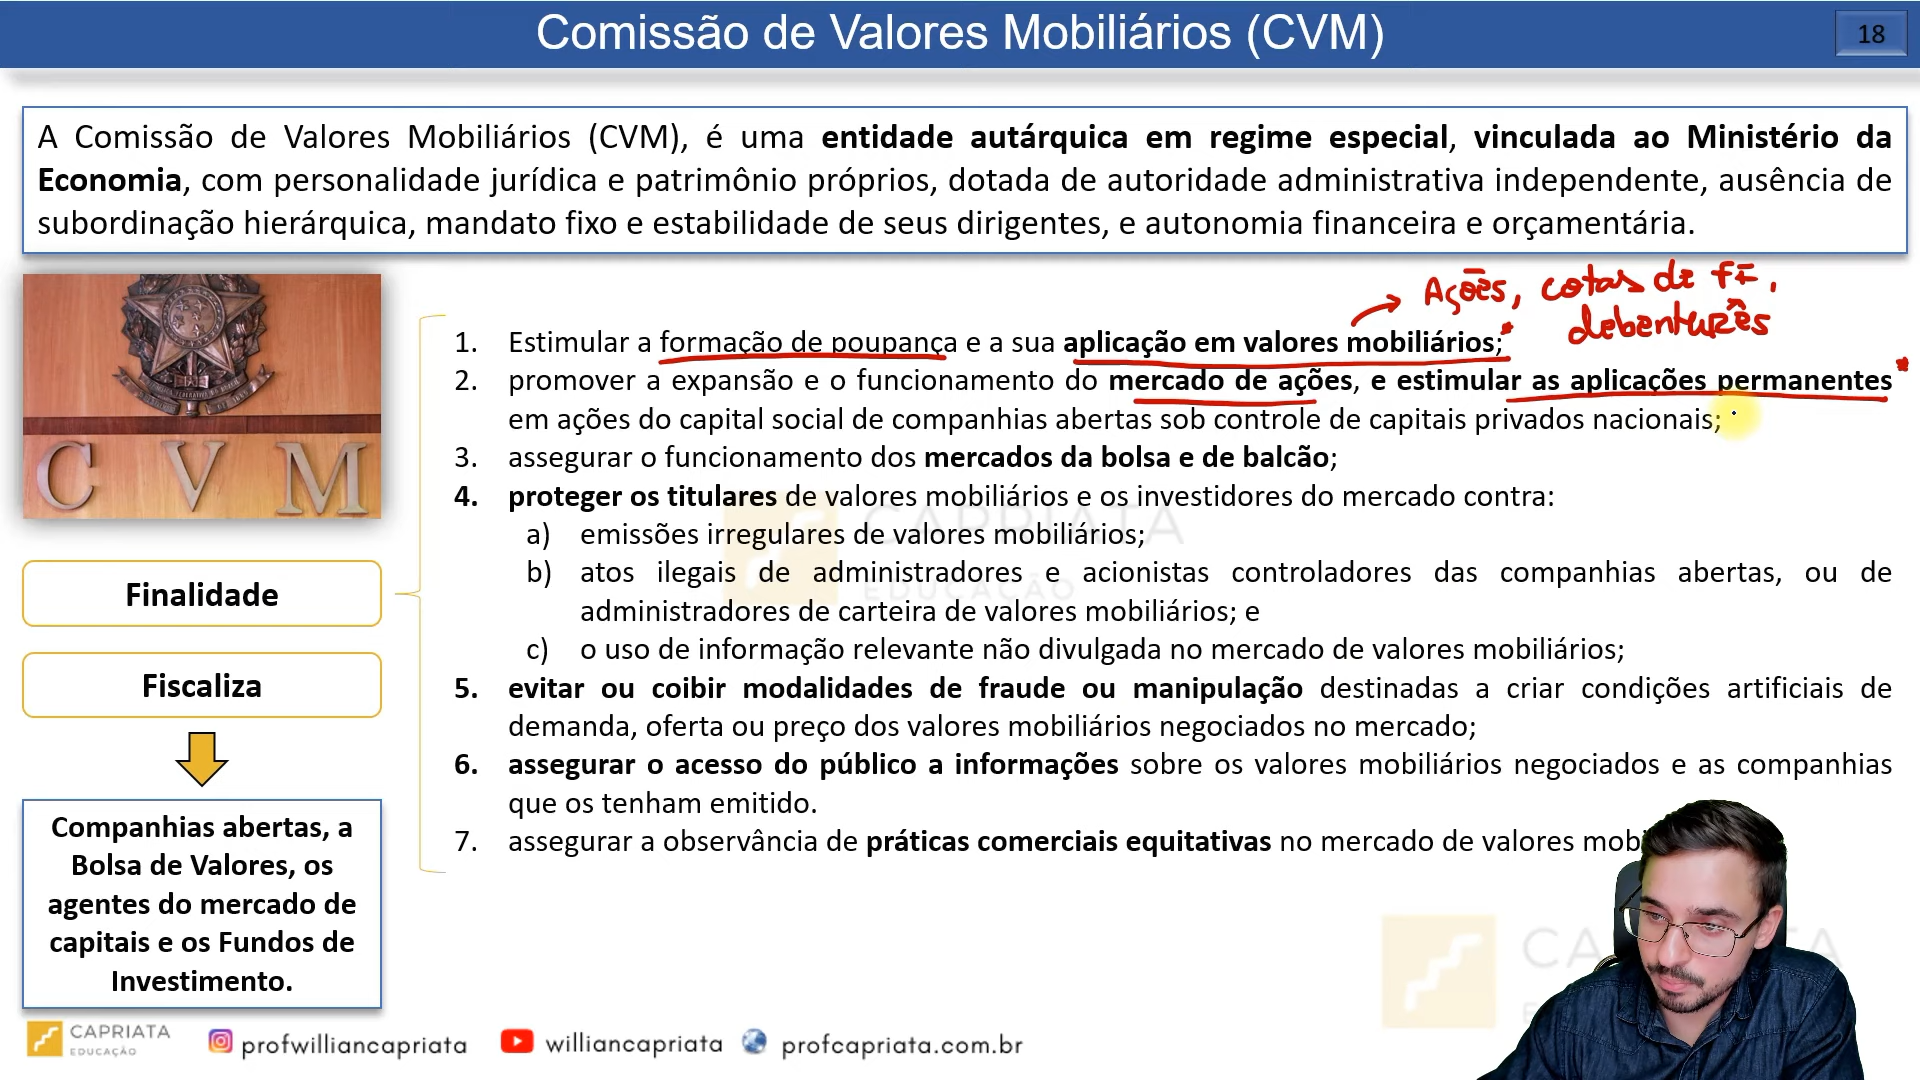 Comissão de Valores Mobiliários (CVM)
18
A Comissão de Valores Mobiliários (CVM), é uma entidade autárquica em regime especial, vinculada ao Ministério da
Economia, com personalidade jurídica e patrimônio próprios, dotada de autoridade administrativa independente, ausência de
subordinação hierárquica, mandato fixo e estabilidade de seus dirigentes, e autonomia financeira e orçamentária.
Ações, cotas de FI,
debentures
C V M
1. Estimular a formação de poupança e a sua aplicação em valores mobiliários;
2. promover a expansão e o funcionamento do mercado de ações, e estimular as aplicações permanentes
em ações do capital social de companhias abertas sob controle de capitais privados nacionais;
3. assegurar o funcionamento dos mercados da bolsa e de balcão;
4. proteger os titulares de valores mobiliários e os investidores do mercado contra:
a) emissões irregulares de valores mobiliários;
b) atos ilegais de administradores e acionistas controladores das companhias abertas, ou de
administradores de carteira de valores mobiliários; e
c) o uso de informação relevante não divulgada no mercado de valores mobiliários;
5. evitar ou coibir modalidades de fraude ou manipulação destinadas a criar condições artificiais de
demanda, oferta ou preço dos valores mobiliários negociados no mercado;
6. assegurar o acesso do público a informações sobre os valores mobiliários negociados e as companhias
que os tenham emitido.
7. assegurar a observância de práticas comerciais equitativas no mercado de valores mob
Finalidade
Fiscaliza
Companhias abertas, a
Bolsa de Valores, os
agentes do mercado de
capitais e os Fundos de
Investimento.
CAPRIATA
EDUCAÇÃO
CAPRIATA
EDUCAÇÃO
profwilliancapriata
williancapriata
profcapriata.com.br